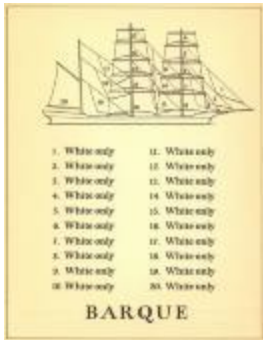 1. White only
2. White only
3. White only
4. White only
5. White only
6. White only
7. White only
8. White only
9. White only
10. White only
11. White only
12. White only
13. White only
14. White only
15. White only
16. White only
17. White only
18. White only
19. White only
20. White only
BARQUE